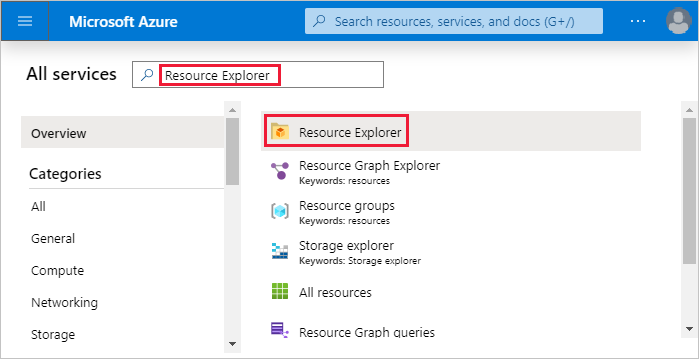 Microsoft Azure
Search resources, services, and docs (G+/)
All services
Resource Explorer
Overview
Categories
All
General
Compute
Networking
Storage
Resource Explorer
Resource Graph Explorer
Keywords: resources
Resource groups
Keywords: resources
Storage explorer
Keywords: Storage explorer
All resources
Resource Graph queries